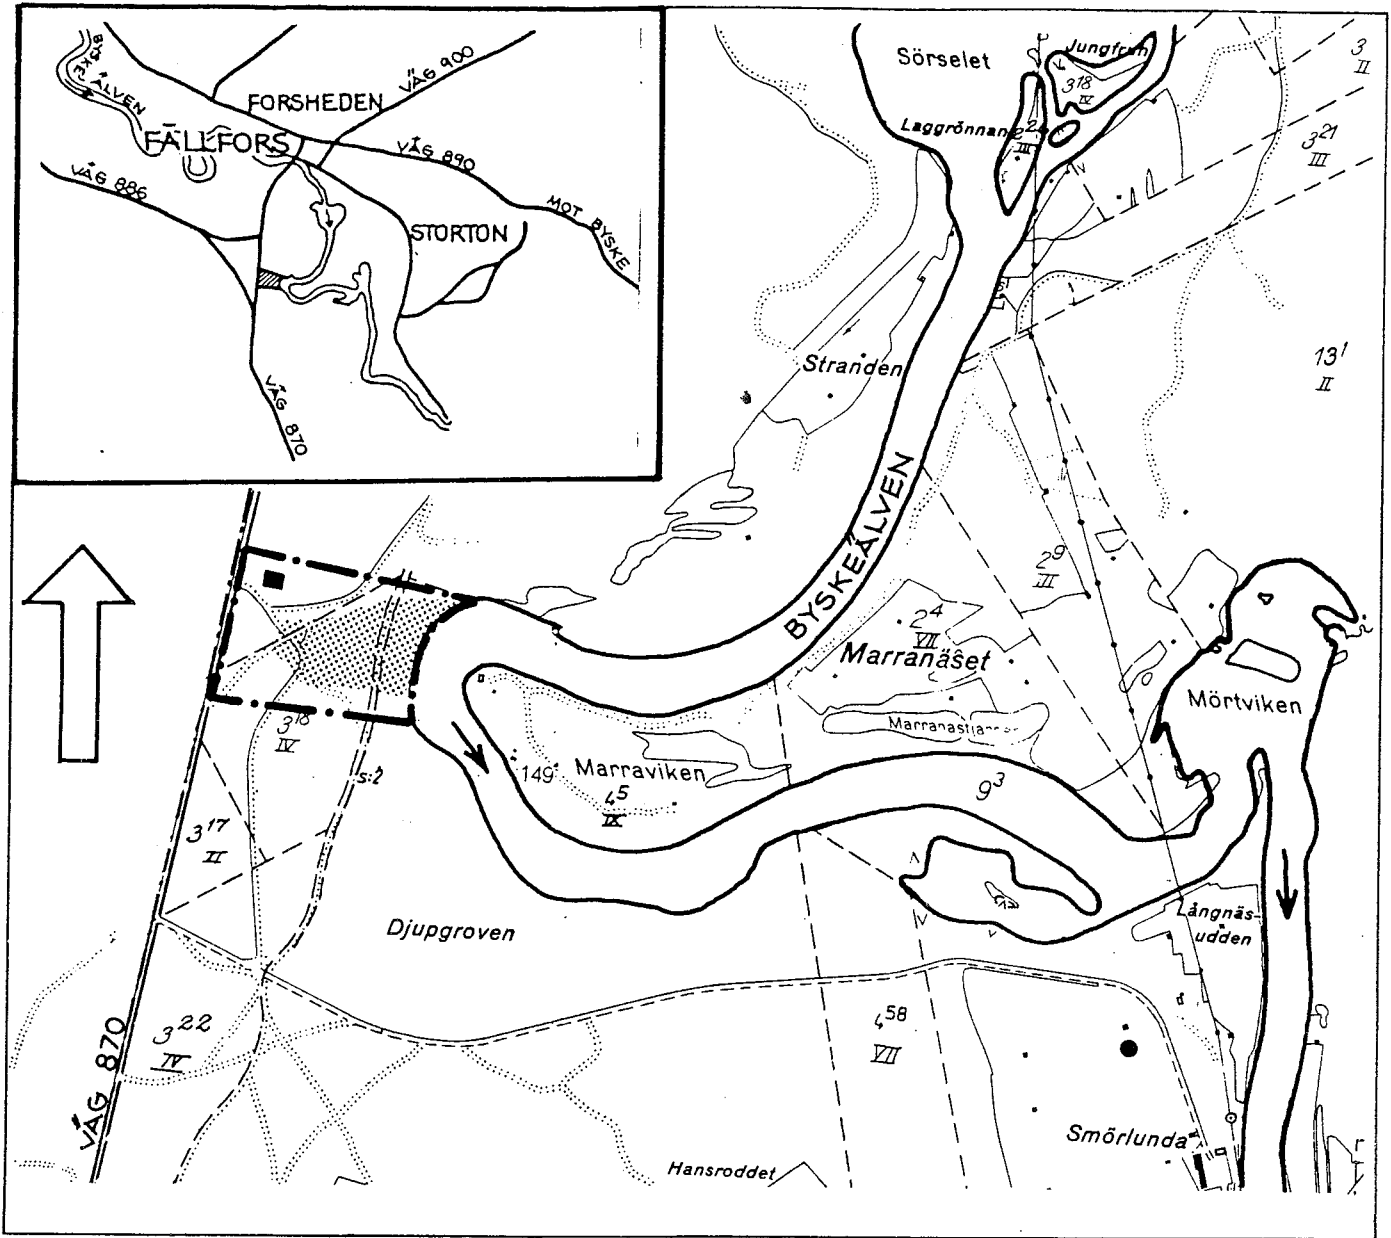 BYSKE
ÄLVEN
VÄG 900
FORSHEDEN
FÄLLFORS
VÄG 890
VÄG 886
MOT BYSKE
STORTON
VÄG 870
Sörselet
Jungfrun
3
II
3¹⁸
IV
Laggrönnan
III
3²¹
III
Stranden
13¹
II
BYSKEÄLVEN
2⁹
III
2⁴
VII
Marranäset
Mörtviken
3¹⁸
IV
s:2
149
Marraviken
4⁵
IX
9³
3¹⁷
II
Djupgroven
Långnäs-
udden
3²²
IV
4⁵⁸
VII
VÄG 870
Smörlunda
Hansroddet